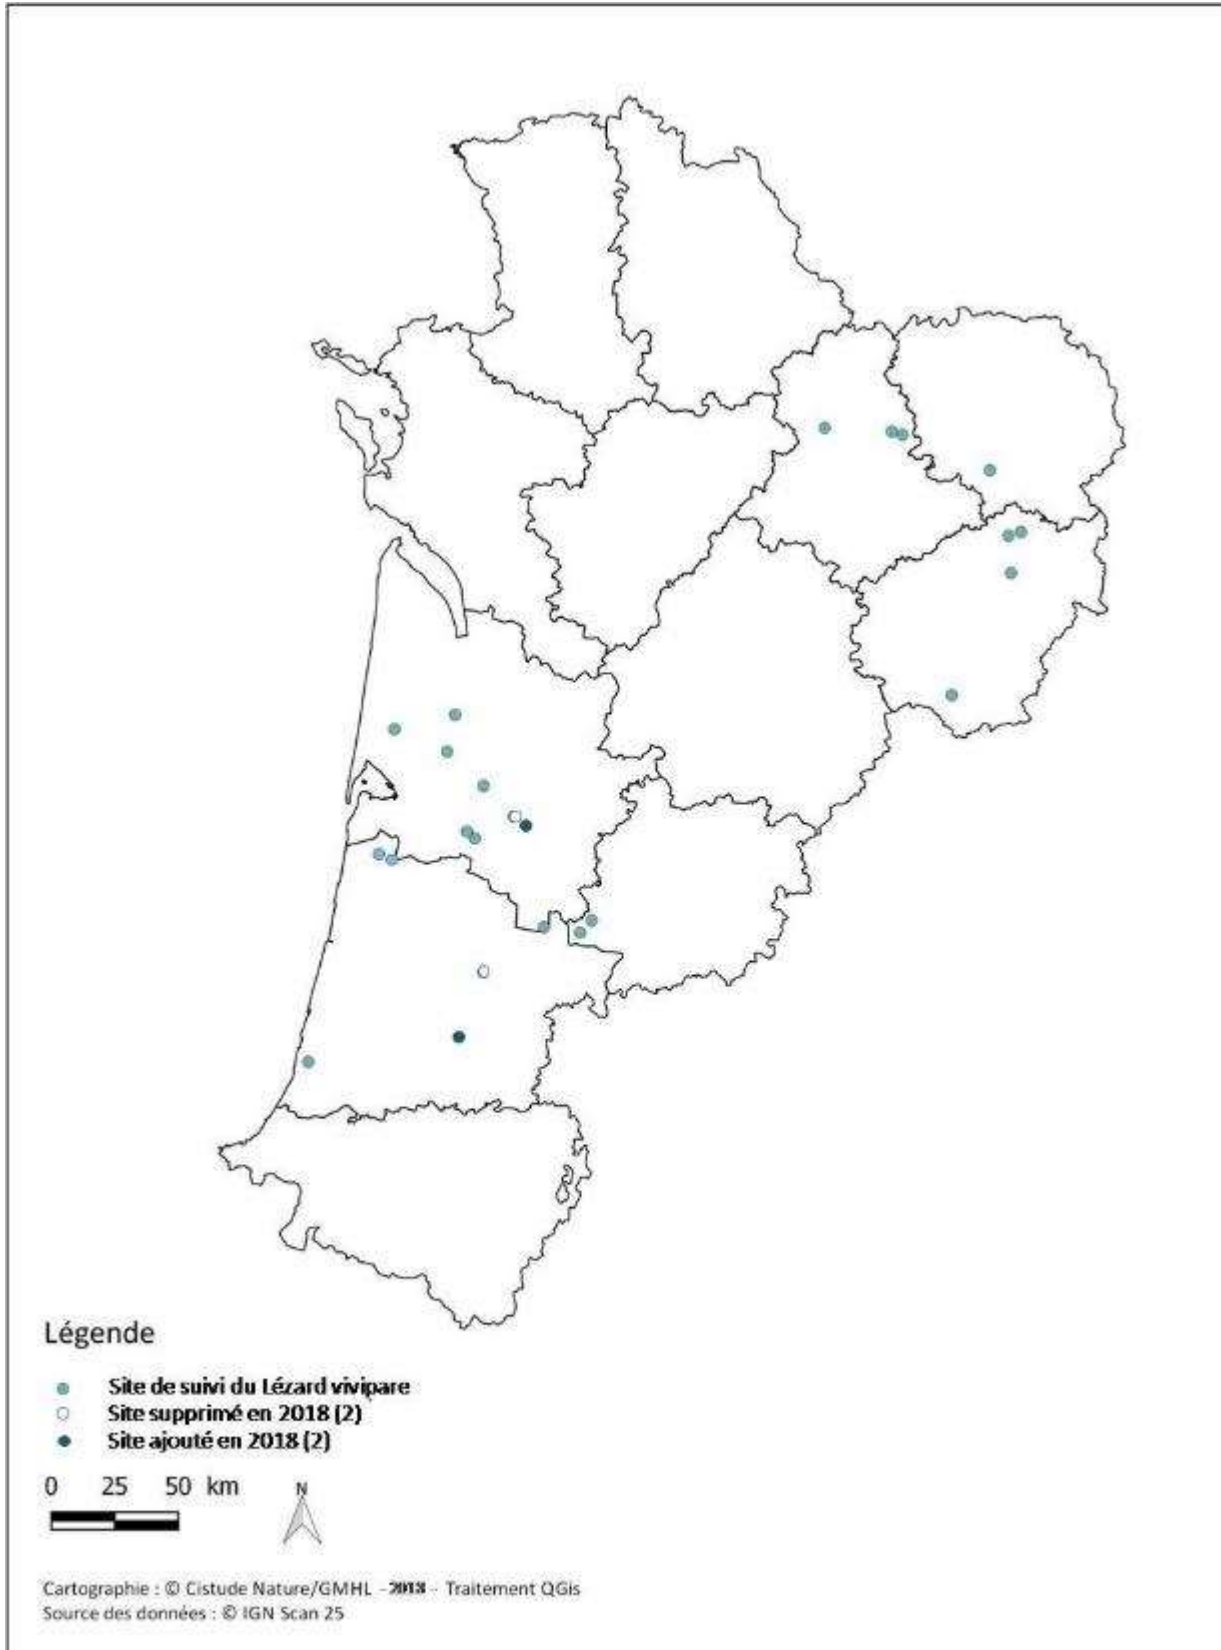 Légende
Site de suivi du Lézard vivipare
Site supprimé en 2018 (2)
Site ajouté en 2018 (2)
0 25 50 km
N
Cartographie : © Cistude Nature/GMHL - 2018 - Traitement QGis
Source des données : © IGN Scan 25